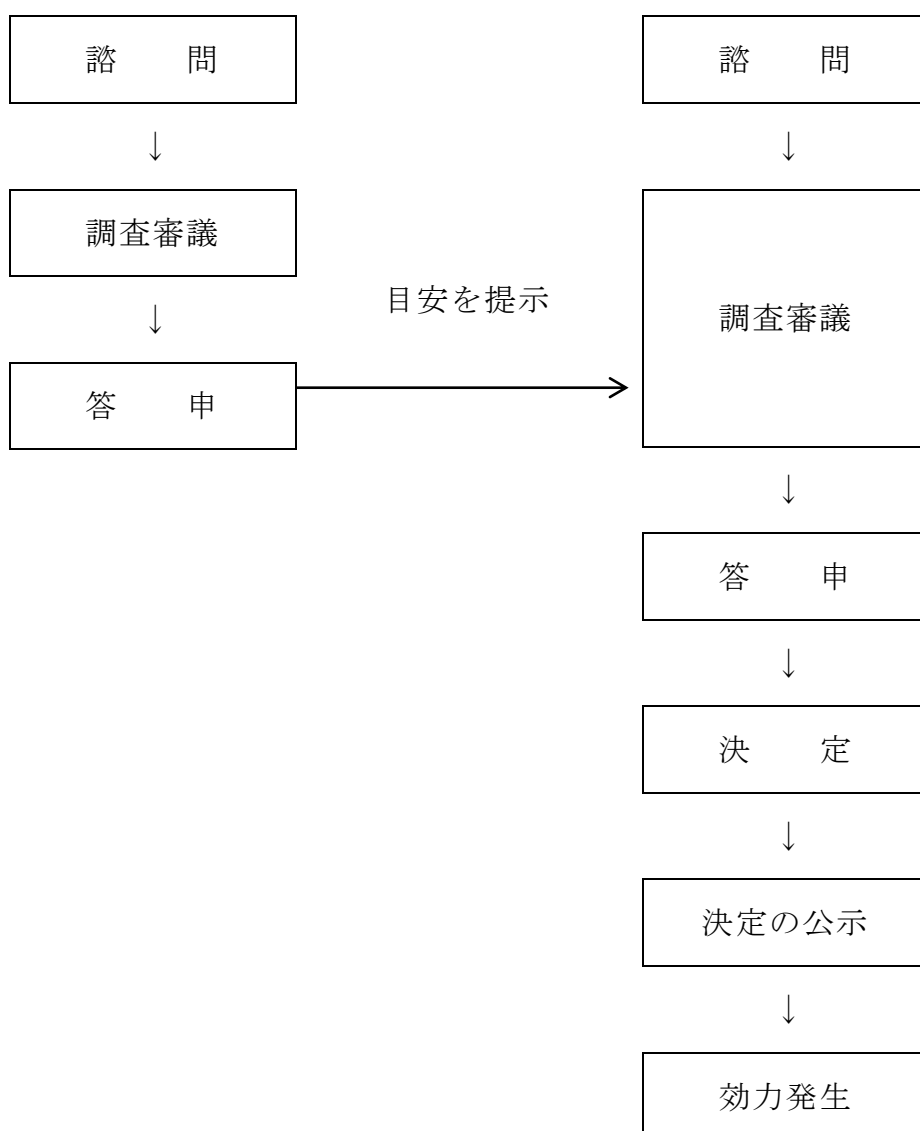 諮　　問
↓
調査審議
↓
答　　申
目安を提示
諮　　問
↓
調査審議
↓
答　　申
↓
決　　定
↓
決定の公示
↓
効力発生